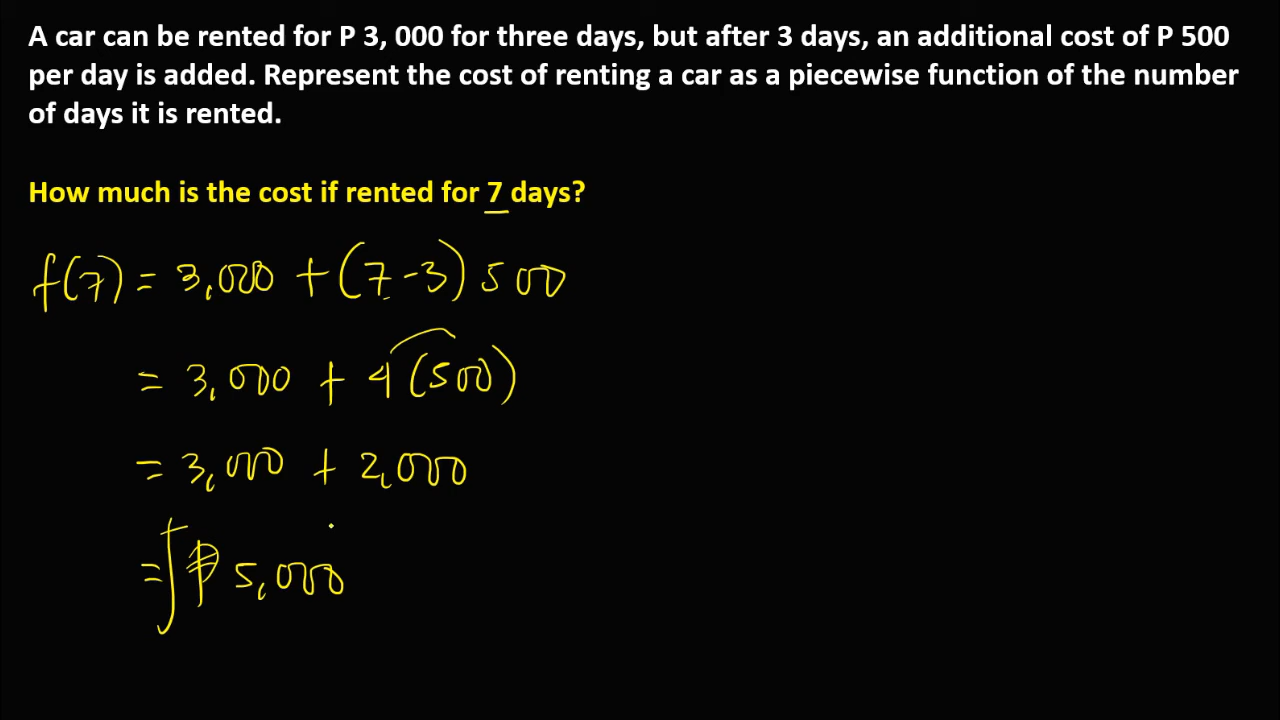 A car can be rented for P 3, 000 for three days, but after 3 days, an additional cost of P 500
per day is added. Represent the cost of renting a car as a piecewise function of the number
of days it is rented.
How much is the cost if rented for 7 days?
f(7) = 3,000 + (7-3) 500
= 3,000 + 4 (500)
= 3,000 + 2,000
= ₱ 5,000